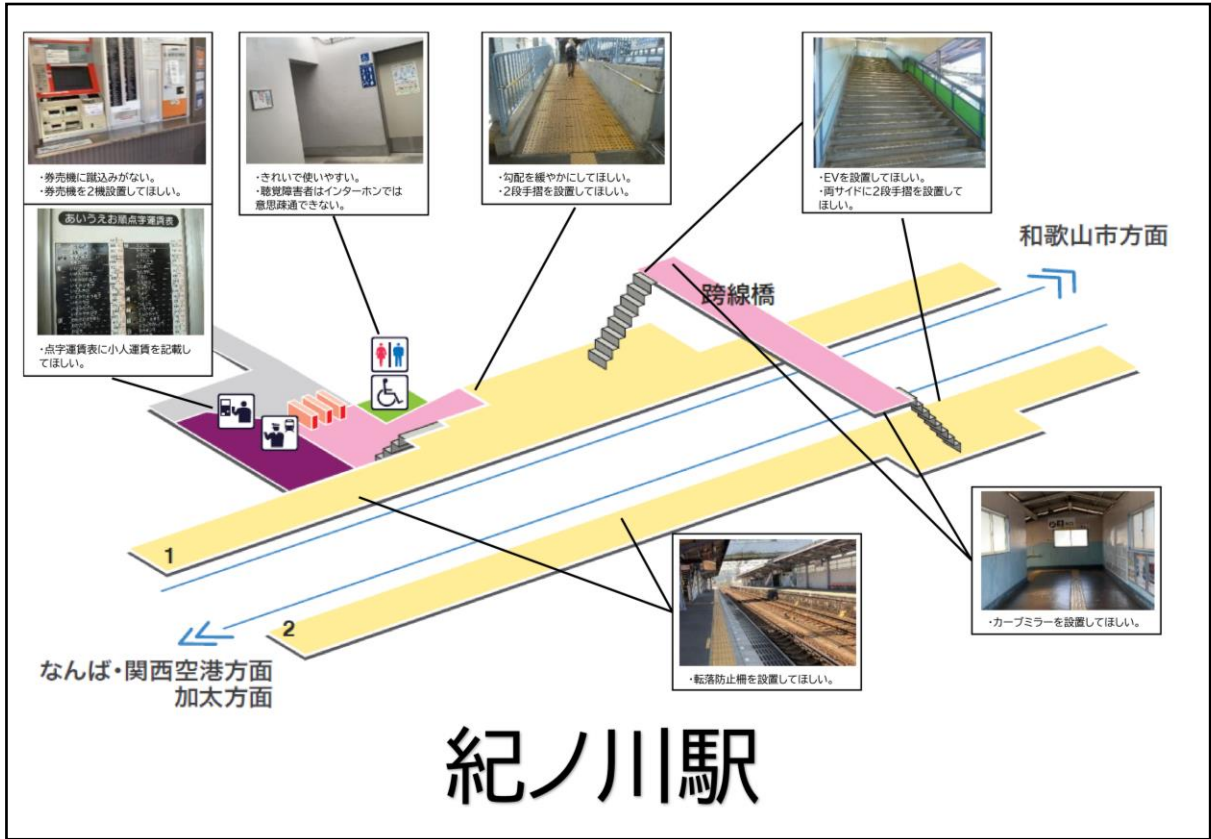 ・券売機に蹴込みがない。
・券売機を2機設置してほしい。
あいうえお順点字運賃表
・点字運賃表に小人運賃を記載し
てほしい。
・きれいで使いやすい。
・聴覚障害者はインターホンでは
意思疎通できない。
・勾配を緩やかにしてほしい。
・2段手摺を設置してほしい。
・EVを設置してほしい。
・両サイドに2段手摺を設置して
ほしい。
和歌山市方面
跨線橋
1
2
・カーブミラーを設置してほしい。
・転落防止柵を設置してほしい。
なんば・関西空港方面
加太方面
紀ノ川駅